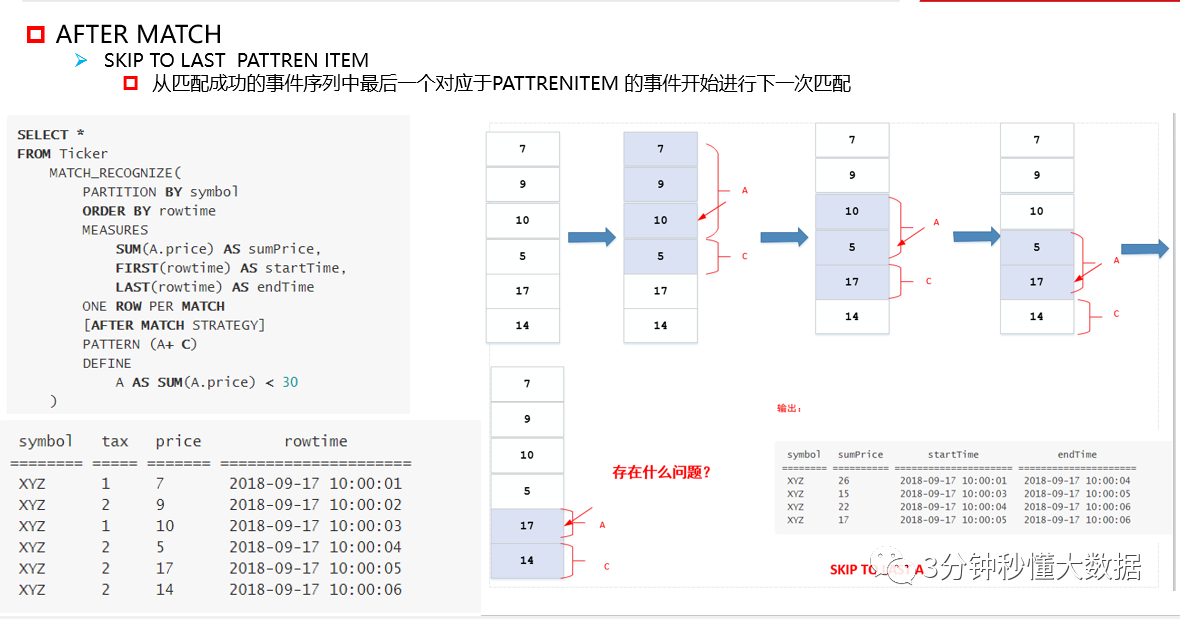 AFTER MATCH
SKIP TO LAST PATTREN ITEM
从匹配成功的事件序列中最后一个对应于PATTRENITEM 的事件开始进行下一次匹配
SELECT *
FROM Ticker
MATCH_RECOGNIZE(
PARTITION BY symbol
ORDER BY rowtime
MEASURES
SUM(A.price) AS sumPrice,
FIRST(rowtime) AS startTime,
LAST(rowtime) AS endTime
ONE ROW PER MATCH
[AFTER MATCH STRATEGY]
PATTERN (A+ C)
DEFINE
A AS SUM(A.price) < 30
)
symbol tax price rowtime
======== ===== ======= =====================
XYZ 1 7 2018-09-17 10:00:01
XYZ 2 9 2018-09-17 10:00:02
XYZ 1 10 2018-09-17 10:00:03
XYZ 2 5 2018-09-17 10:00:04
XYZ 2 17 2018-09-17 10:00:05
XYZ 2 14 2018-09-17 10:00:06
7
9
10
5
17
14
7
9
10
5
17
14
A
C
7
9
10
5
17
14
A
C
7
9
10
5
17
14
A
C
7
9
10
5
17
14
A
C
存在什么问题?
输出:
symbol sumPrice startTime endTime
======== ========== ===================== =====================
XYZ 26 2018-09-17 10:00:01 2018-09-17 10:00:04
XYZ 15 2018-09-17 10:00:03 2018-09-17 10:00:05
XYZ 22 2018-09-17 10:00:04 2018-09-17 10:00:06
XYZ 17 2018-09-17 10:00:05 2018-09-17 10:00:06
SKIP TO LAST A
3分钟秒懂大数据